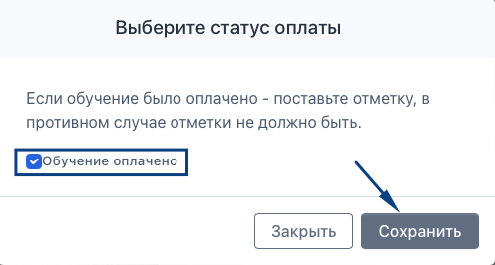 Выберите статус оплаты
Если обучение было оплачено - поставьте отметку, в
противном случае отметки не должно быть.
Обучение оплачено
Закрыть
Сохранить